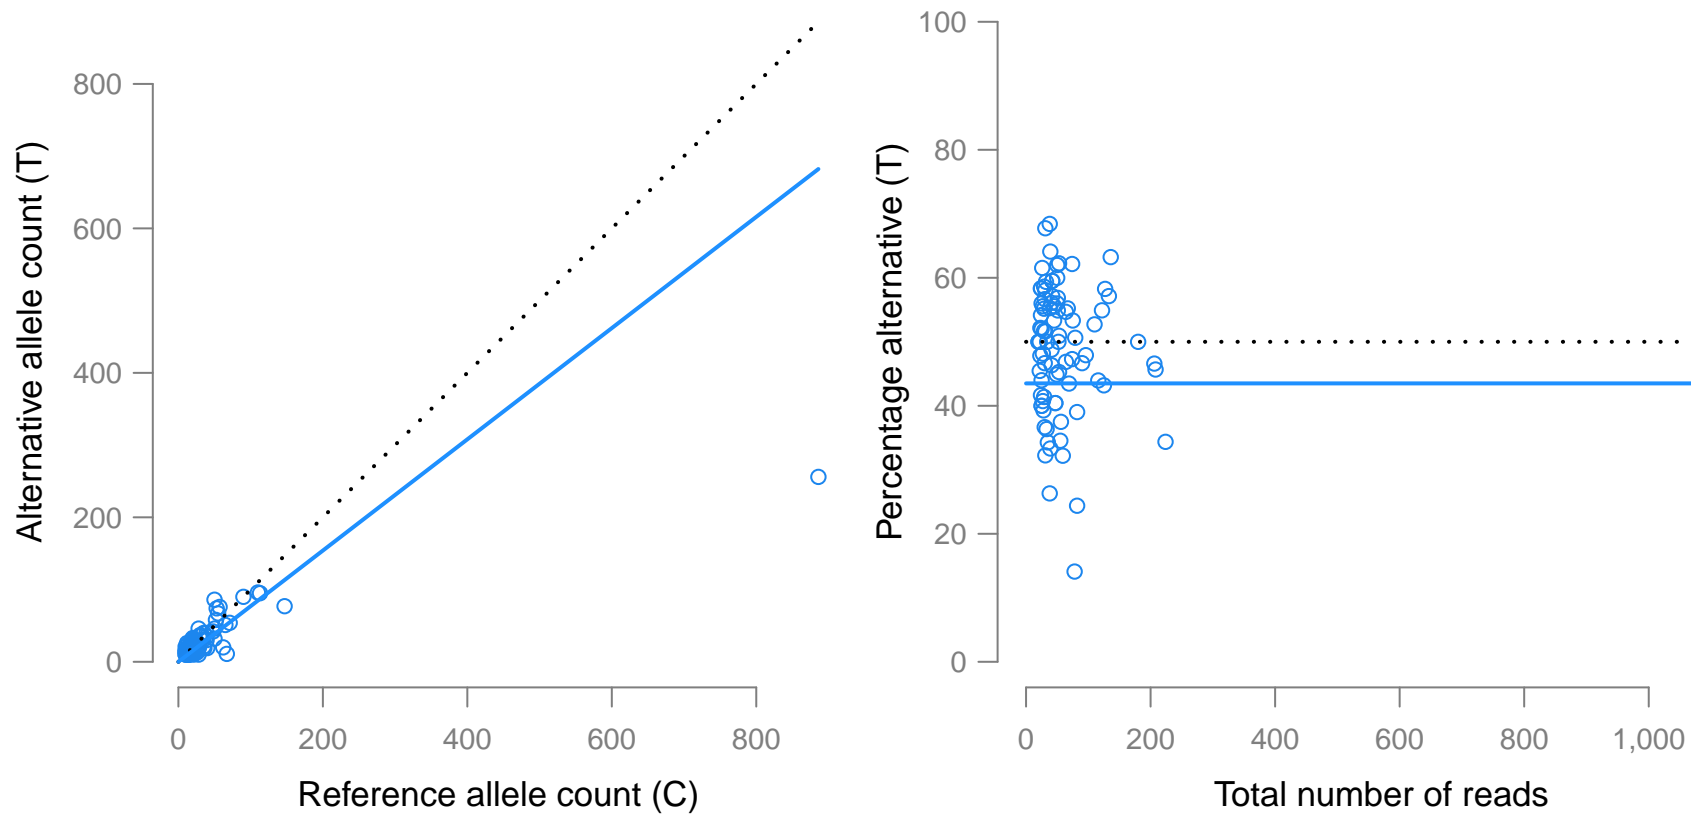 Alternative allele count (T)
800
600
400
200
0
0 200 400 600 800
Reference allele count (C)
Percentage alternative (T)
100
80
60
40
20
0
0 200 400 600 800 1,000
Total number of reads